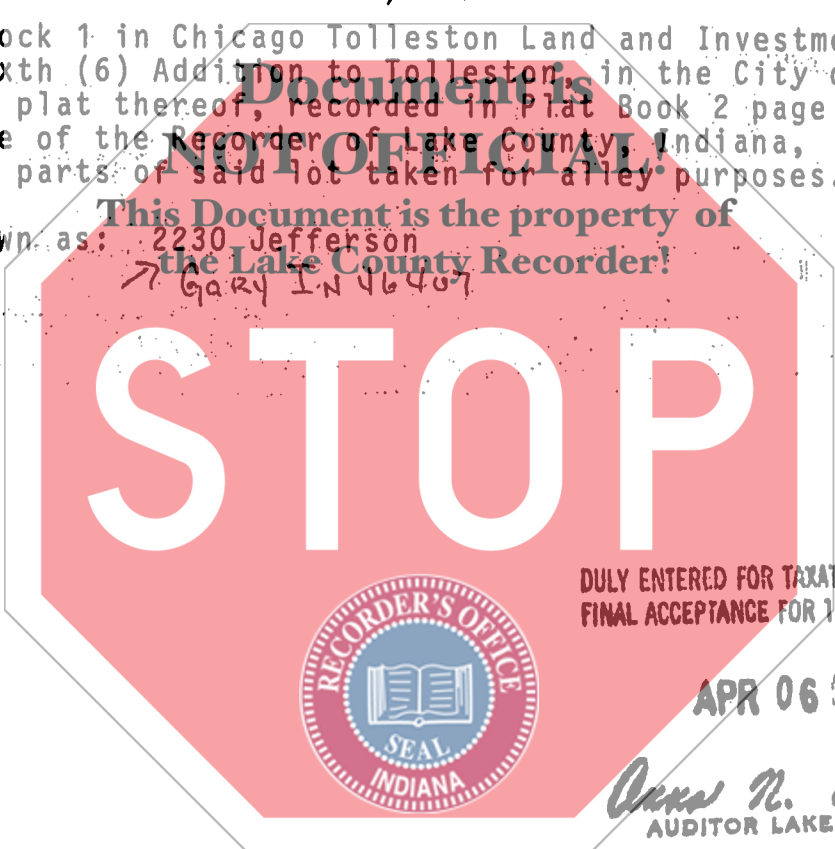 ock 1 in Chicago Tolleston Land and Investme
xth (6) Addition to Tolleston, in the City o
plat thereof, recorded in Plat Book 2 page
e of the Recorder of Lake County, Indiana,
parts of said lot taken for alley purposes.
Document is
NOT OFFICIAL!
This Document is the property of
the Lake County Recorder!
wn as: 2230 Jefferson
Gary IN 46407
STOP
DULY ENTERED FOR TAXAT
FINAL ACCEPTANCE FOR
RECORDER'S OFFICE
SEAL
INDIANA
APR 06
Anna N.
AUDITOR LAKE